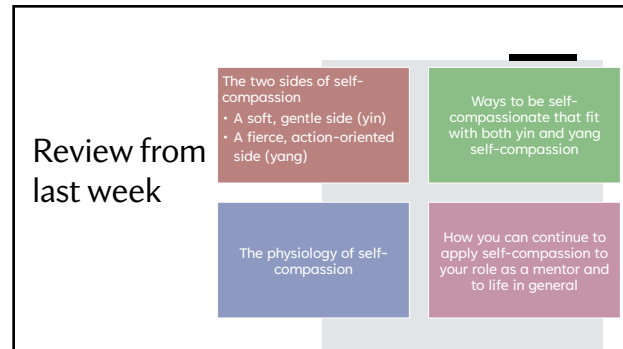 Review from
last week
The two sides of self-
compassion
• A soft, gentle side (yin)
• A fierce, action-oriented
side (yang)
Ways to be self-
compassionate that fit
with both yin and yang
self-compassion
The physiology of self-
compassion
How you can continue to
apply self-compassion to
your role as a mentor and
to life in general